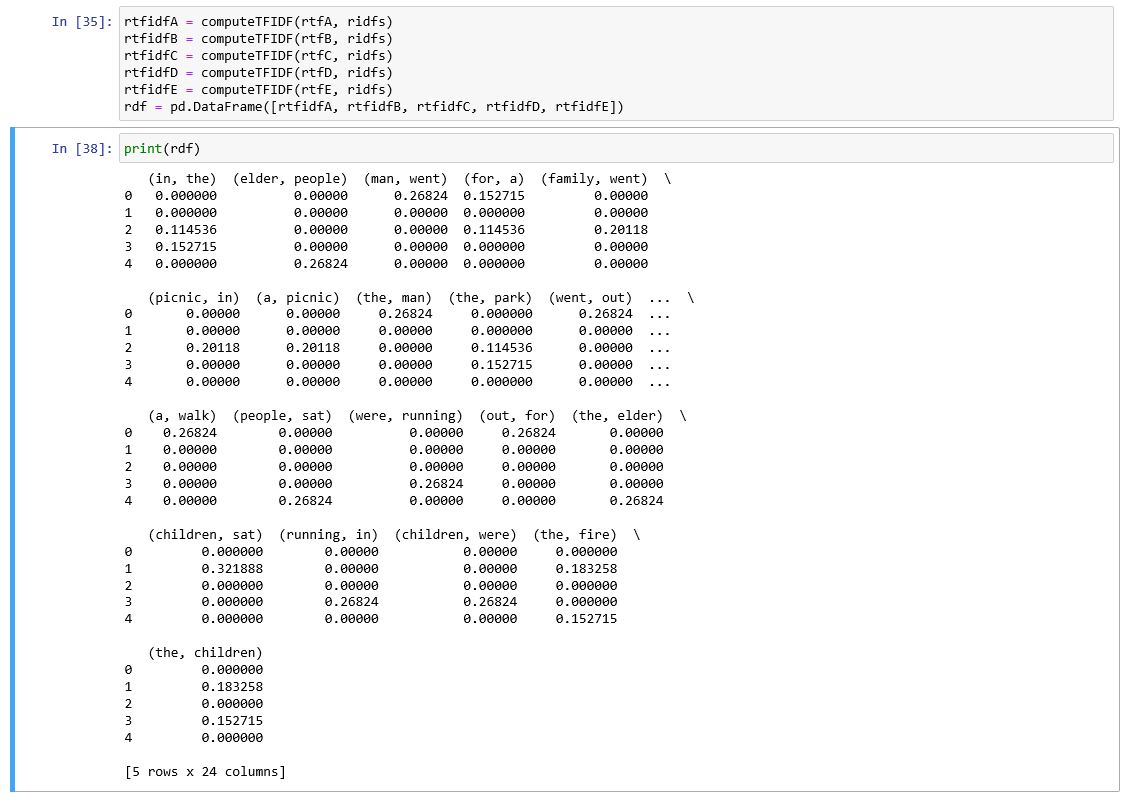 In [35]: rtfidfA = computeTFIDF(rtfA, ridfs)
rtfidfB = computeTFIDF(rtfB, ridfs)
rtfidfC = computeTFIDF(rtfC, ridfs)
rtfidfD = computeTFIDF(rtfD, ridfs)
rtfidfE = computeTFIDF(rtfE, ridfs)
rdf = pd.DataFrame([rtfidfA, rtfidfB, rtfidfC, rtfidfD, rtfidfE])
In [38]: print(rdf)
(in, the) (elder, people) (man, went) (for, a) (family, went) \
0 0.000000 0.00000 0.26824 0.152715 0.00000
1 0.000000 0.00000 0.00000 0.000000 0.00000
2 0.114536 0.00000 0.00000 0.114536 0.20118
3 0.152715 0.00000 0.00000 0.000000 0.00000
4 0.000000 0.26824 0.00000 0.000000 0.00000
(picnic, in) (a, picnic) (the, man) (the, park) (went, out) ... \
0 0.00000 0.00000 0.26824 0.000000 0.26824 ...
1 0.00000 0.00000 0.00000 0.000000 0.00000 ...
2 0.20118 0.20118 0.00000 0.114536 0.00000 ...
3 0.00000 0.00000 0.00000 0.152715 0.00000 ...
4 0.00000 0.00000 0.00000 0.000000 0.00000 ...
(a, walk) (people, sat) (were, running) (out, for) (the, elder) \
0 0.26824 0.00000 0.00000 0.26824 0.00000
1 0.00000 0.00000 0.00000 0.00000 0.00000
2 0.00000 0.00000 0.00000 0.00000 0.00000
3 0.00000 0.00000 0.26824 0.00000 0.00000
4 0.00000 0.26824 0.00000 0.00000 0.26824
(children, sat) (running, in) (children, were) (the, fire) \
0 0.000000 0.00000 0.00000 0.000000
1 0.321888 0.00000 0.00000 0.183258
2 0.000000 0.00000 0.00000 0.000000
3 0.000000 0.26824 0.26824 0.000000
4 0.000000 0.00000 0.00000 0.152715
(the, children)
0 0.000000
1 0.183258
2 0.000000
3 0.152715
4 0.000000
[5 rows x 24 columns]